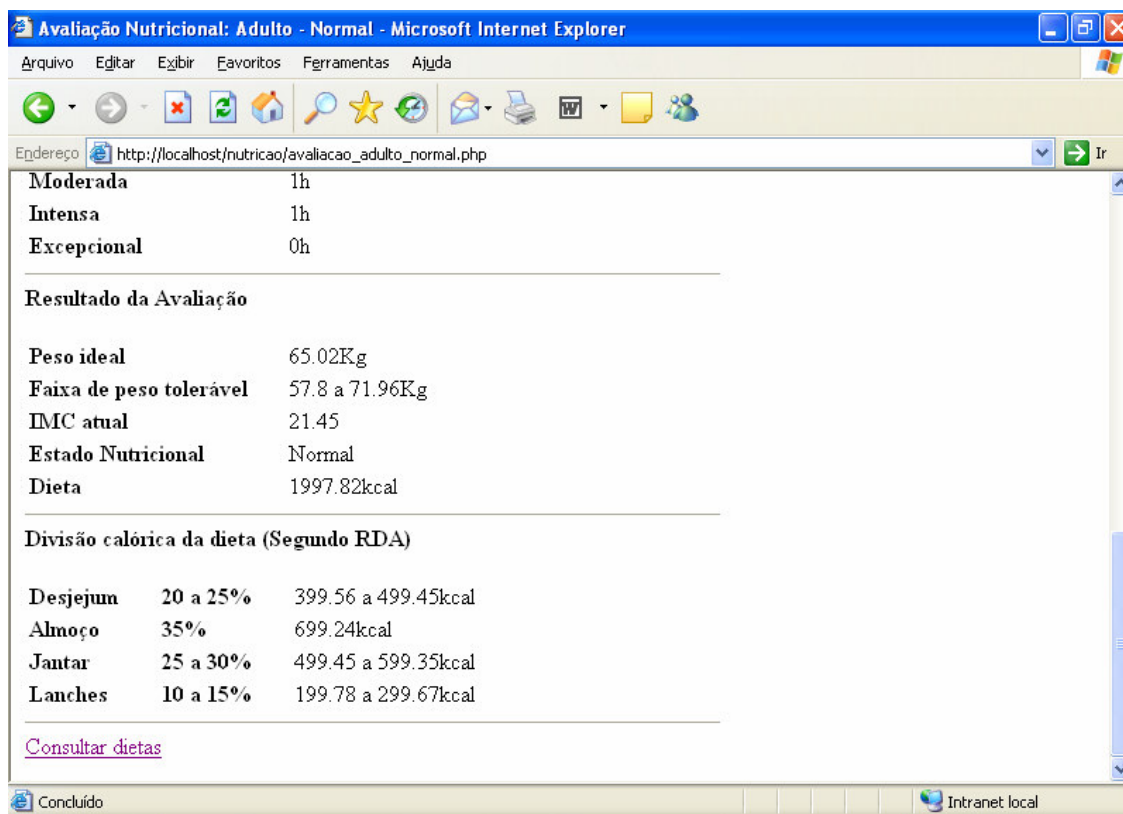 Avaliação Nutricional: Adulto - Normal - Microsoft Internet Explorer
Arquivo Editar Exibir Favoritos Ferramentas Ajuda
Endereço http://localhost/nutricao/avaliacao_adulto_normal.php Ir
Moderada 1h
Intensa 1h
Excepcional 0h
Resultado da Avaliação
Peso ideal 65.02Kg
Faixa de peso tolerável 57.8 a 71.96Kg
IMC atual 21.45
Estado Nutricional Normal
Dieta 1997.82kcal
Divisão calórica da dieta (Segundo RDA)
Desjejum 20 a 25% 399.56 a 499.45kcal
Almoço 35% 699.24kcal
Jantar 25 a 30% 499.45 a 599.35kcal
Lanches 10 a 15% 199.78 a 299.67kcal
Consultar dietas
Concluído Intranet local